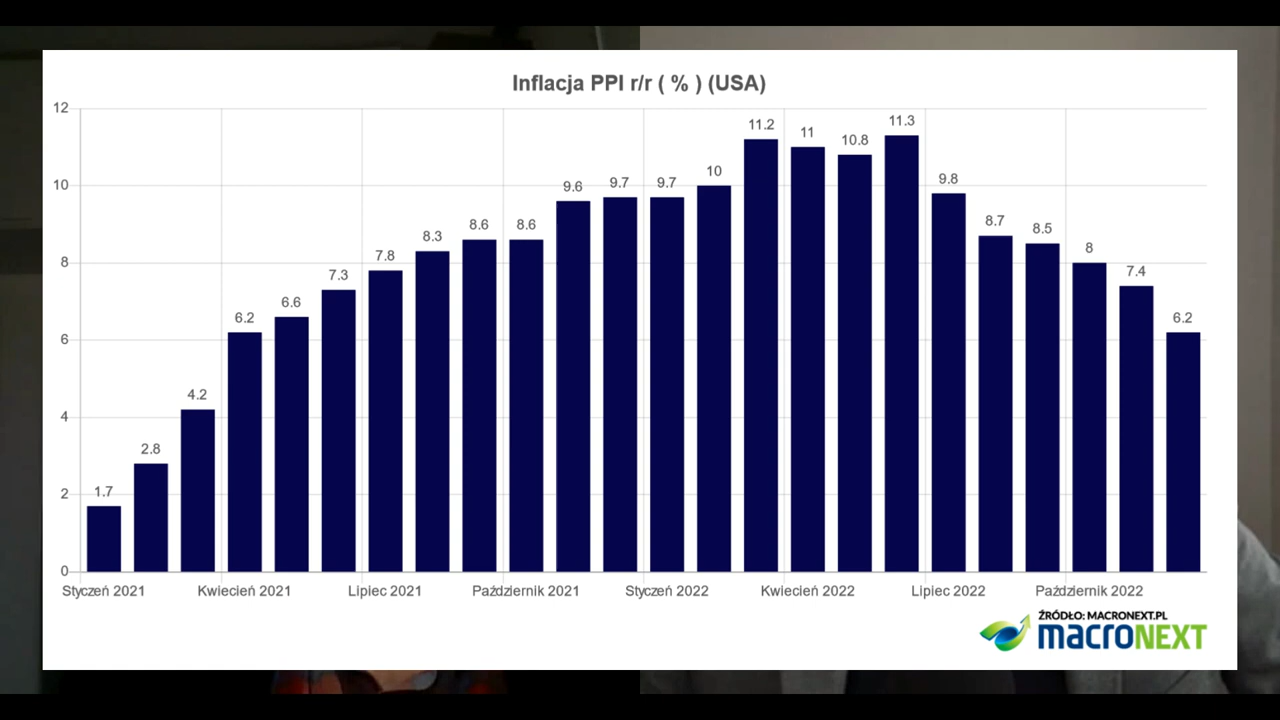 Inflacja PPI r/r ( % ) (USA)
12
10
8
6
4
2
0
1.7
2.8
4.2
6.2
6.6
7.3
7.8
8.3
8.6
8.6
9.6
9.7
9.7
10
11.2
11
10.8
11.3
9.8
8.7
8.5
8
7.4
6.2
Styczeń 2021
Kwiecień 2021
Lipiec 2021
Październik 2021
Styczeń 2022
Kwiecień 2022
Lipiec 2022
Październik 2022
ŹRÓDŁO: MACRONEXT.PL
macroNEXT